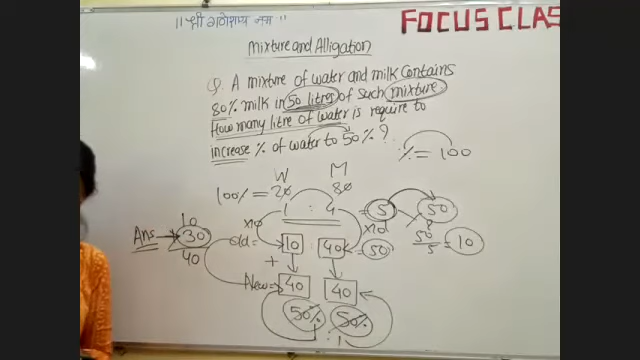 ॥ श्री गणेशाय नमः ॥
FOCUS CLAS
Mixture and Alligation
Q. A mixture of water and milk Contains
80% milk in 50 litres of such mixture
How many litre of water is require to
increase % of water to 50%?
% = 100
W M
100% = 20 80
1 : 4 = 5 50
x10 x10 50/5 = 10
10
Ans → 30 old = 10 40 = 50
40 +
New = 40 40
50% 50%
1 : 1